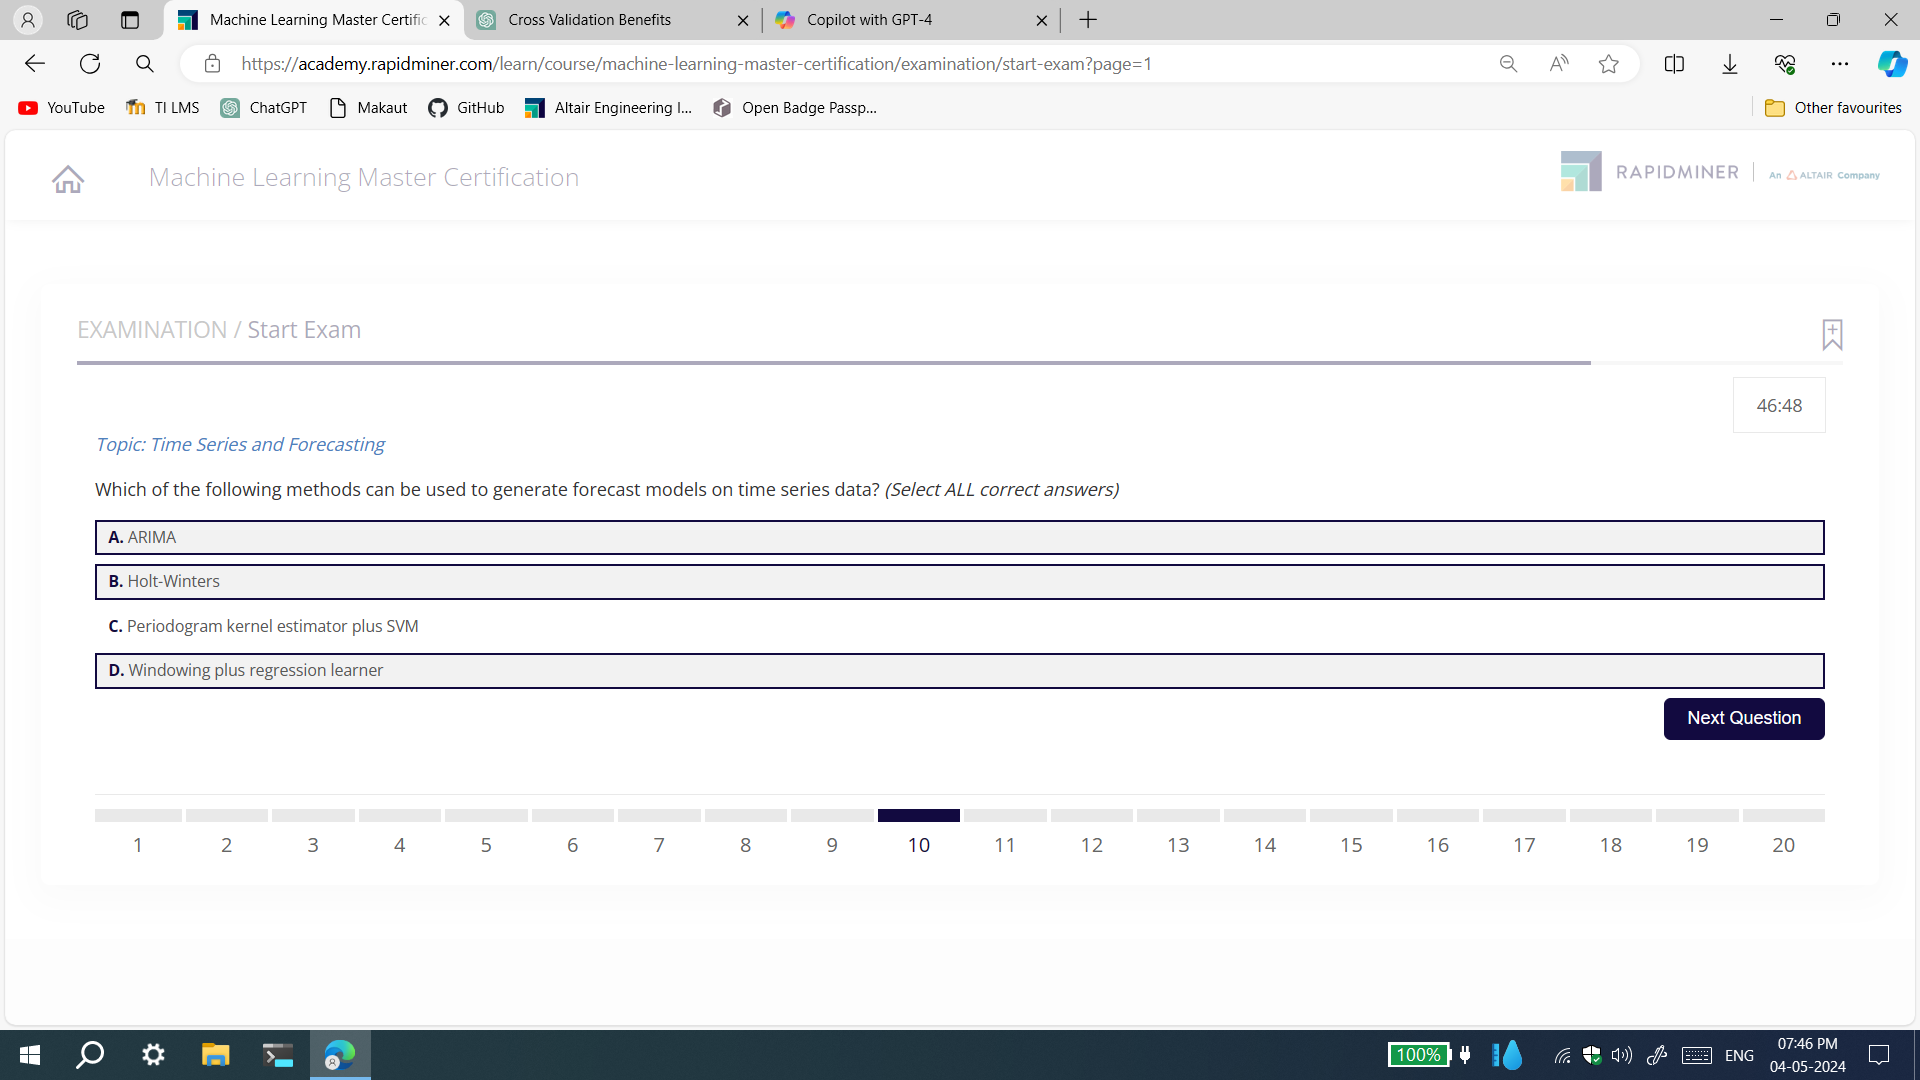 Machine Learning Master Certific
Cross Validation Benefits
Copilot with GPT-4
https://academy.rapidminer.com/learn/course/machine-learning-master-certification/examination/start-exam?page=1
YouTube
TI LMS
ChatGPT
Makaut
GitHub
Altair Engineering I...
Open Badge Passp...
Other favourites
Machine Learning Master Certification
RAPIDMINER
An ALTAIR Company
EXAMINATION / Start Exam
46:48
Topic: Time Series and Forecasting
Which of the following methods can be used to generate forecast models on time series data? (Select ALL correct answers)
A. ARIMA
B. Holt-Winters
C. Periodogram kernel estimator plus SVM
D. Windowing plus regression learner
Next Question
1 2 3 4 5 6 7 8 9 10 11 12 13 14 15 16 17 18 19 20
100%
ENG
07:46 PM
04-05-2024